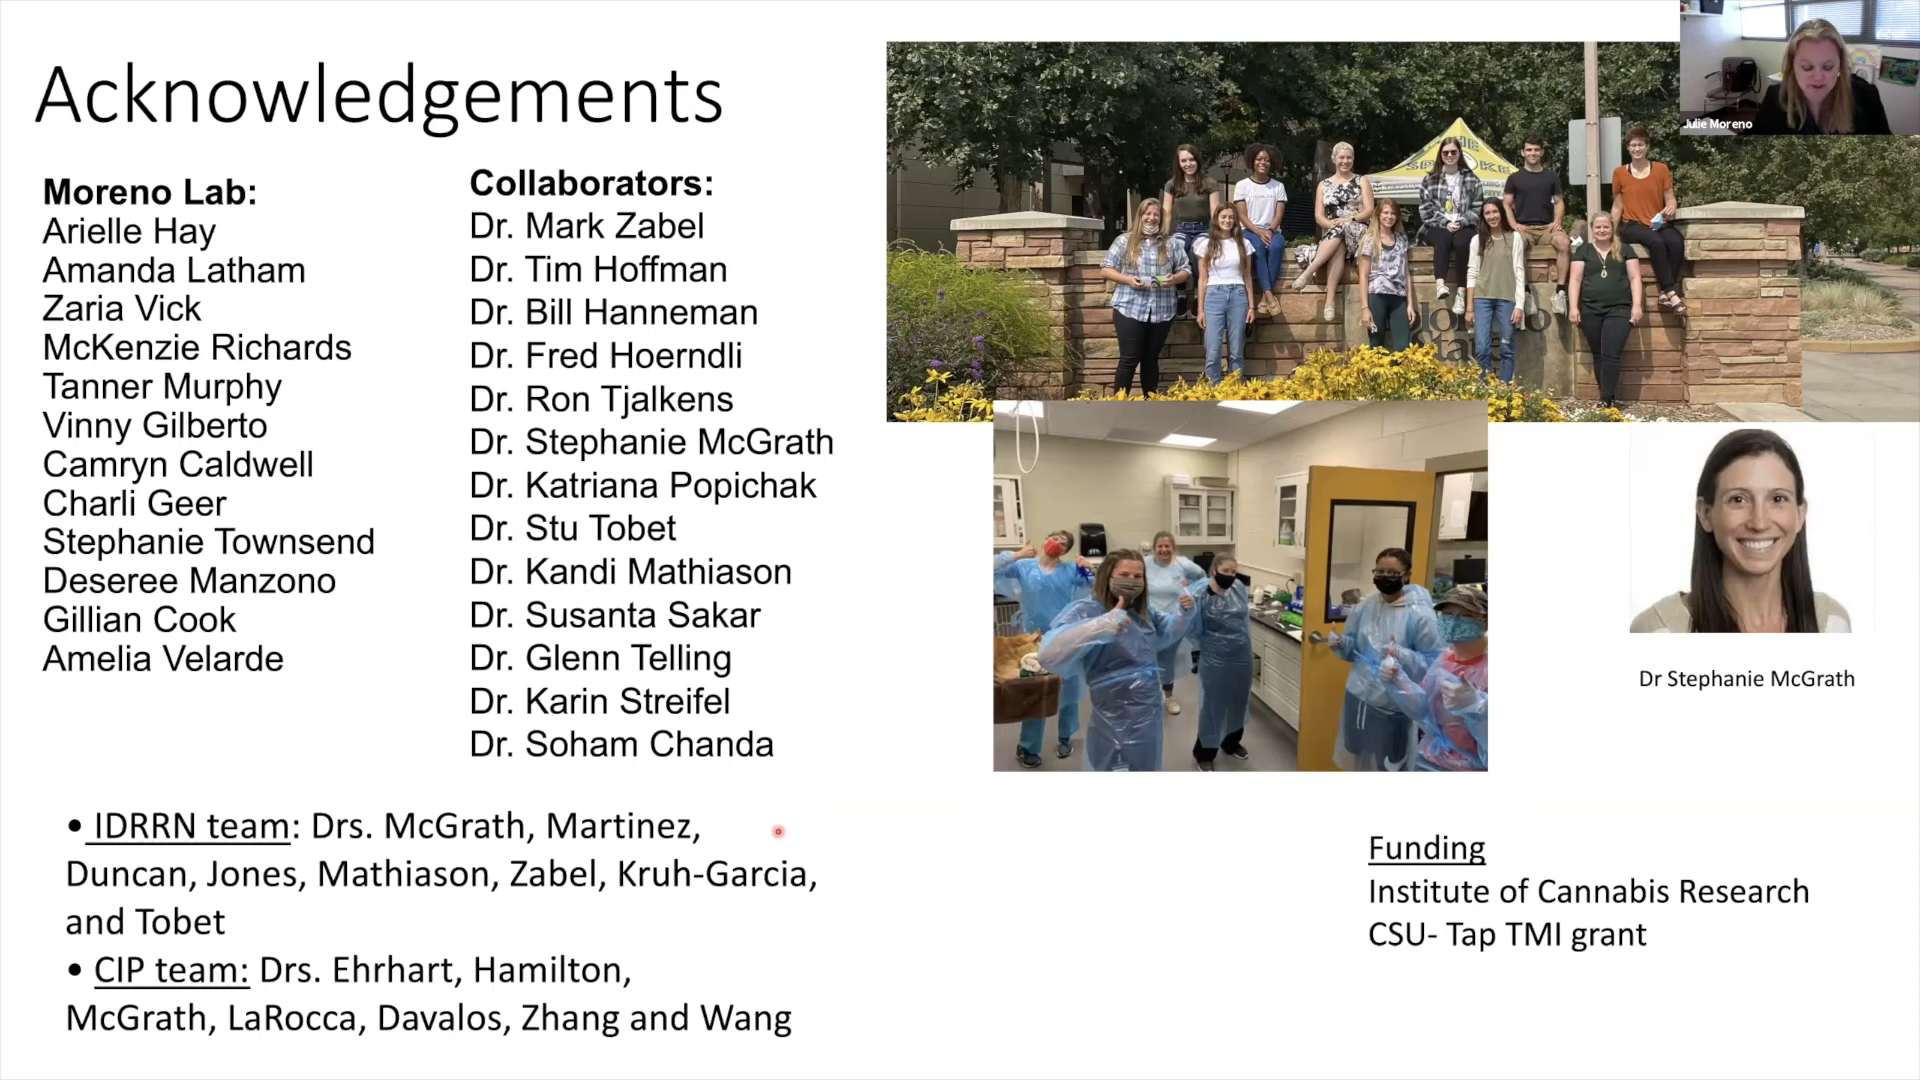 Acknowledgements
Moreno Lab:
Arielle Hay
Amanda Latham
Zaria Vick
McKenzie Richards
Tanner Murphy
Vinny Gilberto
Camryn Caldwell
Charli Geer
Stephanie Townsend
Deseree Manzono
Gillian Cook
Amelia Velarde
Collaborators:
Dr. Mark Zabel
Dr. Tim Hoffman
Dr. Bill Hanneman
Dr. Fred Hoerndli
Dr. Ron Tjalkens
Dr. Stephanie McGrath
Dr. Katriana Popichak
Dr. Stu Tobet
Dr. Kandi Mathiason
Dr. Susanta Sakar
Dr. Glenn Telling
Dr. Karin Streifel
Dr. Soham Chanda
• IDRRN team: Drs. McGrath, Martinez,
Duncan, Jones, Mathiason, Zabel, Kruh-Garcia,
and Tobet
• CIP team: Drs. Ehrhart, Hamilton,
McGrath, LaRocca, Davalos, Zhang and Wang
Julie Moreno
Dr Stephanie McGrath
Funding
Institute of Cannabis Research
CSU- Tap TMI grant